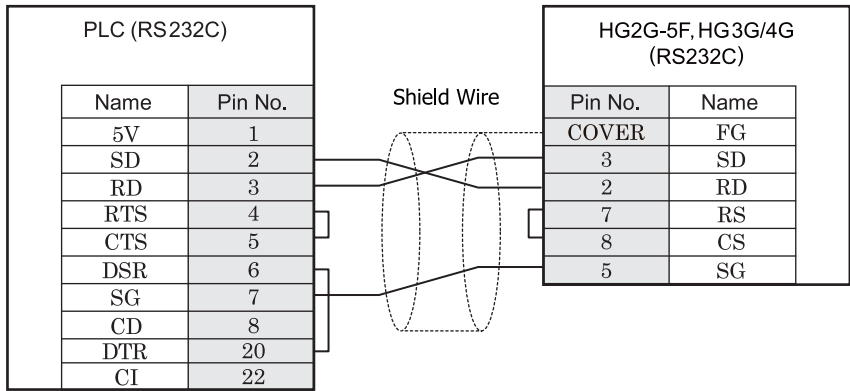 PLC (RS232C)
Name Pin No.
5V 1
SD 2
RD 3
RTS 4
CTS 5
DSR 6
SG 7
CD 8
DTR 20
CI 22
Shield Wire
HG2G-5F, HG3G/4G
(RS232C)
Pin No. Name
COVER FG
3 SD
2 RD
7 RS
8 CS
5 SG